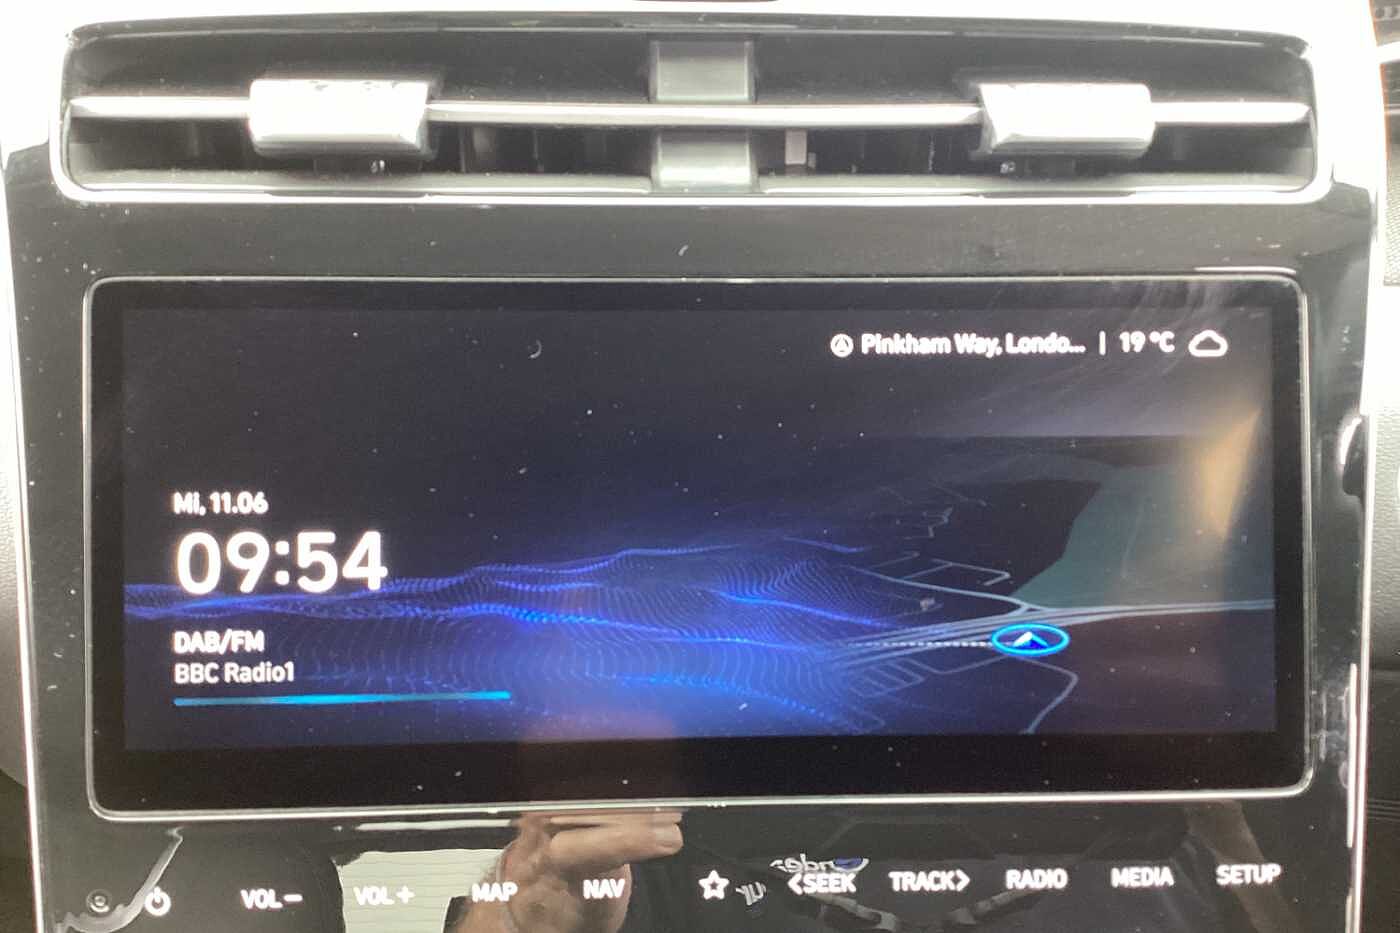 Pinkham Way, Londo... | 19 °C
Mi, 11.06
09:54
DAB/FM
BBC Radio1
VOL− VOL+ MAP NAV <SEEK TRACK> RADIO MEDIA SETUP